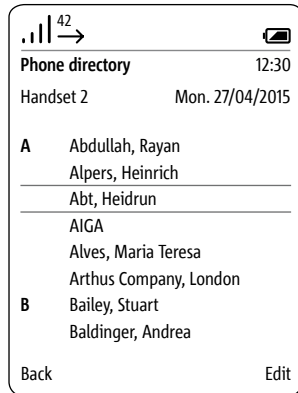 42
Phone directory 12:30
Handset 2 Mon. 27/04/2015
A Abdullah, Rayan
Alpers, Heinrich
Abt, Heidrun
AIGA
Alves, Maria Teresa
Arthus Company, London
B Bailey, Stuart
Baldinger, Andrea
Back Edit